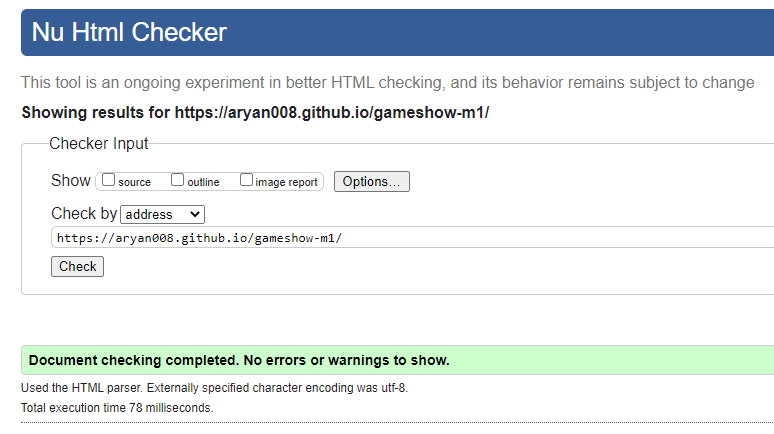 Nu Html Checker
This tool is an ongoing experiment in better HTML checking, and its behavior remains subject to change
Showing results for https://aryan008.github.io/gameshow-m1/
Checker Input
Show source outline image report Options...
Check by address
https://aryan008.github.io/gameshow-m1/
Check
Document checking completed. No errors or warnings to show.
Used the HTML parser. Externally specified character encoding was utf-8.
Total execution time 78 milliseconds.